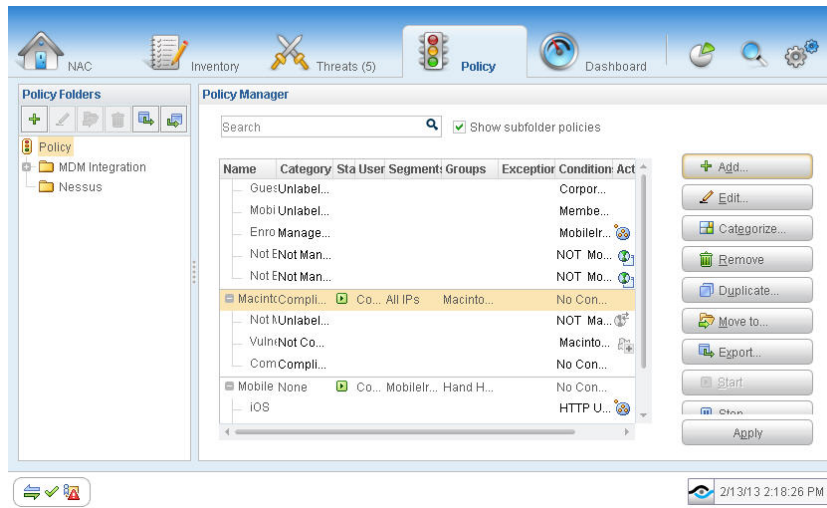 NAC Inventory Threats (5) Policy Dashboard
Policy Folders
Policy
MDM Integration
Nessus
Policy Manager
Search Show subfolder policies
Name Category Sta User Segment: Groups Exception Condition: Act
Gues Unlabel... Corpor...
Mobi Unlabel... Membe...
Enro Manage... MobileIr...
Not E Not Man... NOT Mo...
Not E Not Man... NOT Mo...
Macint Compli... Co... All IPs Macinto... No Con...
Not M Unlabel... NOT Ma...
Vulne Not Co... Macinto...
Com Compli... No Con...
Mobile None Co... MobileIr... Hand H... No Con...
iOS HTTP U...
Add...
Edit...
Categorize...
Remove
Duplicate...
Move to...
Export...
Start
Stop
Apply
2/13/13 2:18:26 PM